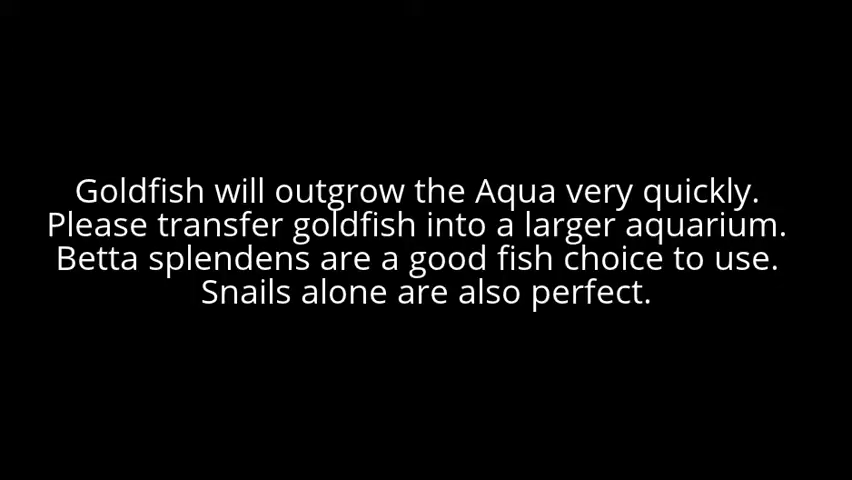 Goldfish will outgrow the Aqua very quickly.
Please transfer goldfish into a larger aquarium.
Betta splendens are a good fish choice to use.
Snails alone are also perfect.